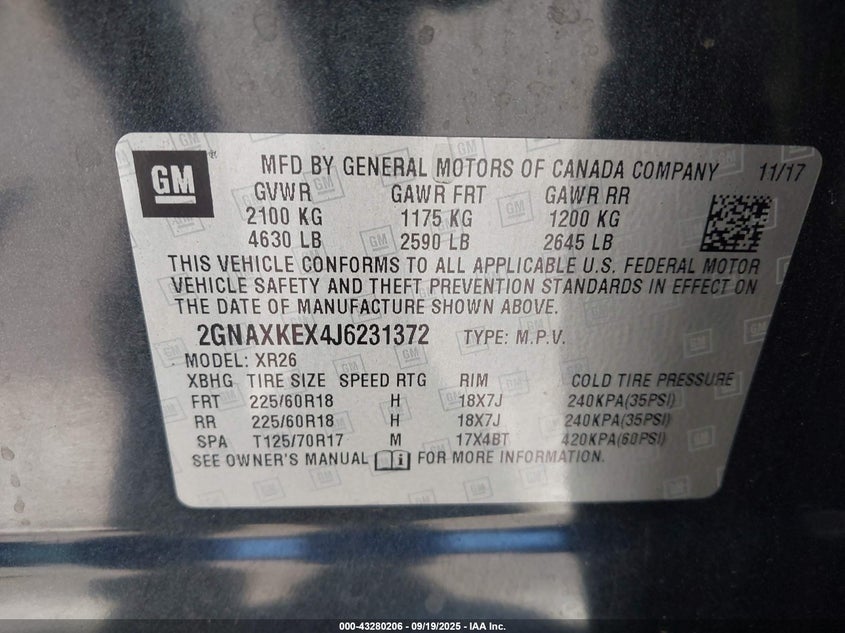 GM
MFD BY GENERAL MOTORS OF CANADA COMPANY 11/17
GVWR GAWR FRT GAWR RR
2100 KG 1175 KG 1200 KG
4630 LB 2590 LB 2645 LB
THIS VEHICLE CONFORMS TO ALL APPLICABLE U.S. FEDERAL MOTOR
VEHICLE SAFETY AND THEFT PREVENTION STANDARDS IN EFFECT ON
THE DATE OF MANUFACTURE SHOWN ABOVE.
2GNAXKEX4J6231372 TYPE: M.P.V.
MODEL: XR26
XBHG TIRE SIZE SPEED RTG RIM COLD TIRE PRESSURE
FRT 225/60R18 H 18X7J 240KPA(35PSI)
RR 225/60R18 H 18X7J 240KPA(35PSI)
SPA T125/70R17 M 17X4BT 420KPA(60PSI)
SEE OWNER'S MANUAL FOR MORE INFORMATION.
000-43280206 - 09/19/2025 - IAA Inc.